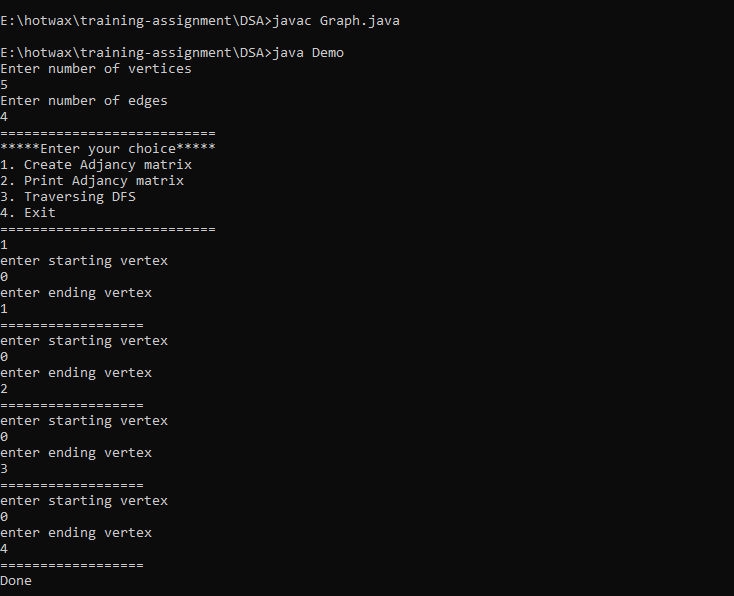 E:\hotwax\training-assignment\DSA>javac Graph.java
E:\hotwax\training-assignment\DSA>java Demo
Enter number of vertices
5
Enter number of edges
4
===========================
*****Enter your choice*****
1. Create Adjancy matrix
2. Print Adjancy matrix
3. Traversing DFS
4. Exit
===========================
1
enter starting vertex
0
enter ending vertex
1
==================
enter starting vertex
0
enter ending vertex
2
==================
enter starting vertex
0
enter ending vertex
3
==================
enter starting vertex
0
enter ending vertex
4
==================
Done